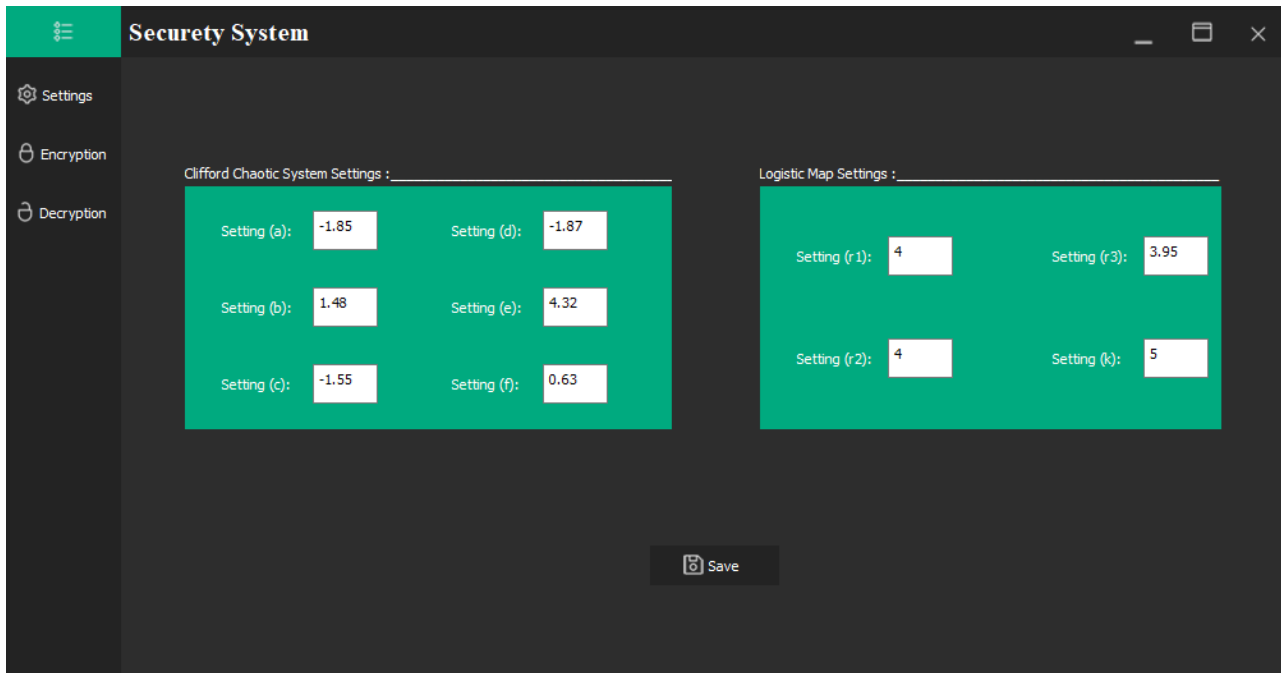 Securety System
Settings
Encryption
Decryption
Clifford Chaotic System Settings :
Setting (a): -1.85 Setting (d): -1.87
Setting (b): 1.48 Setting (e): 4.32
Setting (c): -1.55 Setting (f): 0.63
Logistic Map Settings :
Setting (r1): 4 Setting (r3): 3.95
Setting (r2): 4 Setting (k): 5
Save